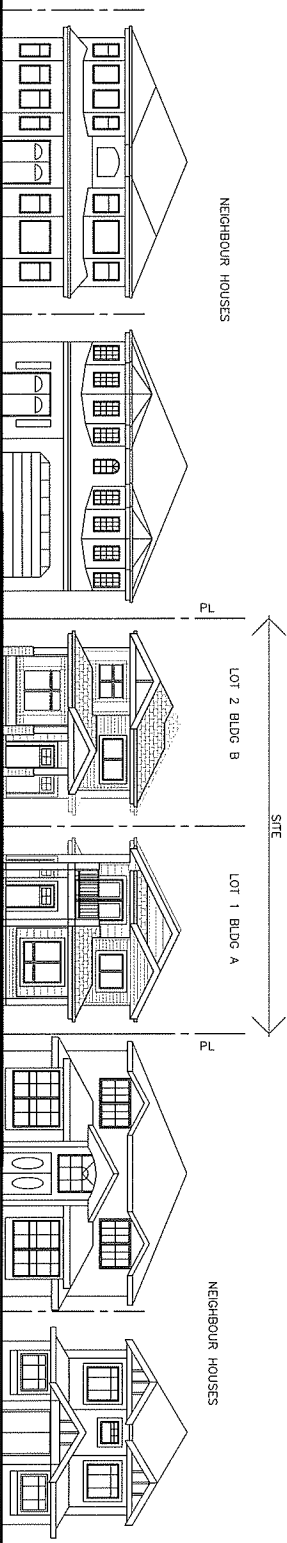 NEIGHBOUR HOUSES
PL
SITE
LOT 2 BLDG B
LOT 1 BLDG A
PL
NEIGHBOUR HOUSES